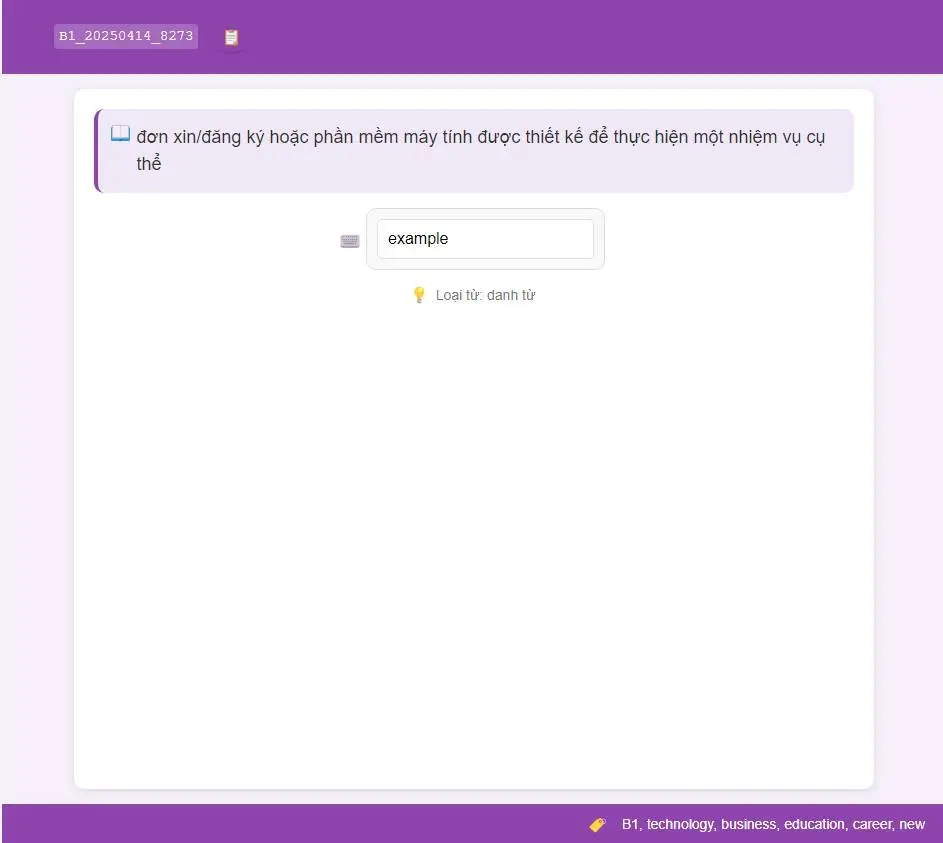 B1_20250414_8273
đơn xin/đăng ký hoặc phần mềm máy tính được thiết kế để thực hiện một nhiệm vụ cụ
thể
example
Loại từ: danh từ
B1, technology, business, education, career, new